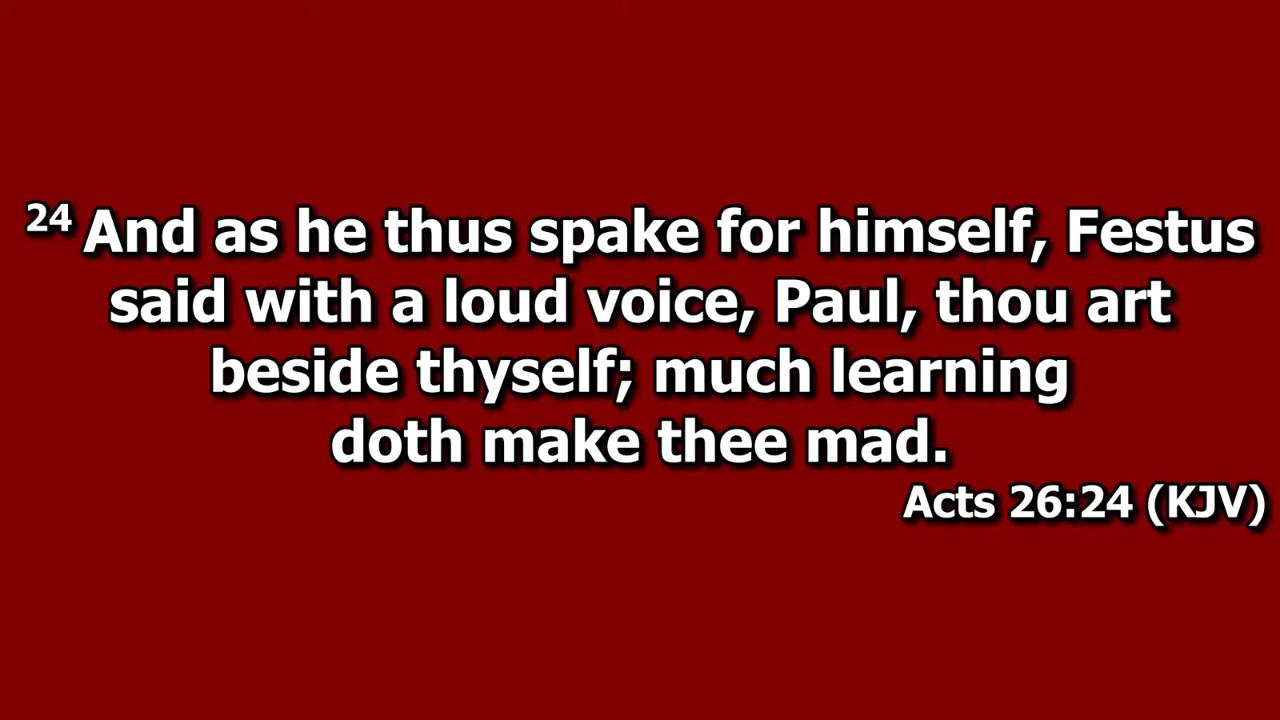 24 And as he thus spake for himself, Festus
said with a loud voice, Paul, thou art
beside thyself; much learning
doth make thee mad.
Acts 26:24 (KJV)